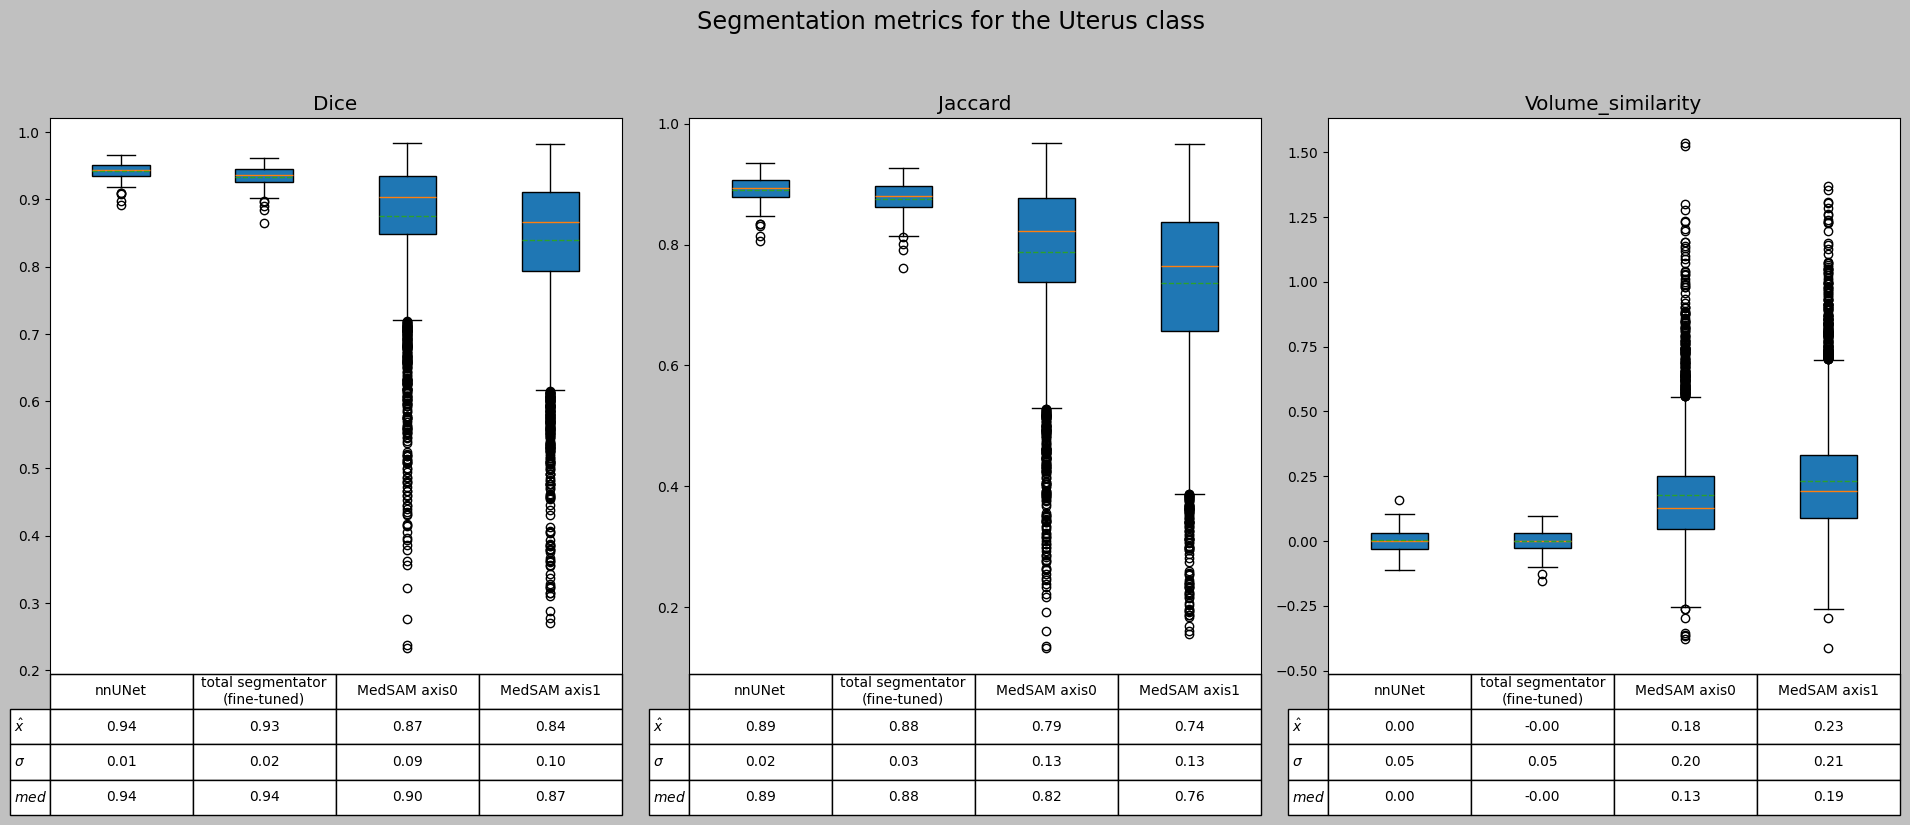 Segmentation metrics for the Uterus class
Dice
1.0
0.9
0.8
0.7
0.6
0.5
0.4
0.3
0.2
nnUNet total segmentator (fine-tuned) MedSAM axis0 MedSAM axis1
x̂ 0.94 0.93 0.87 0.84
σ 0.01 0.02 0.09 0.10
med 0.94 0.94 0.90 0.87
Jaccard
1.0
0.8
0.6
0.4
0.2
nnUNet total segmentator (fine-tuned) MedSAM axis0 MedSAM axis1
x̂ 0.89 0.88 0.79 0.74
σ 0.02 0.03 0.13 0.13
med 0.89 0.88 0.82 0.76
Volume_similarity
1.50
1.25
1.00
0.75
0.50
0.25
0.00
−0.25
−0.50
nnUNet total segmentator (fine-tuned) MedSAM axis0 MedSAM axis1
x̂ 0.00 -0.00 0.18 0.23
σ 0.05 0.05 0.20 0.21
med 0.00 -0.00 0.13 0.19